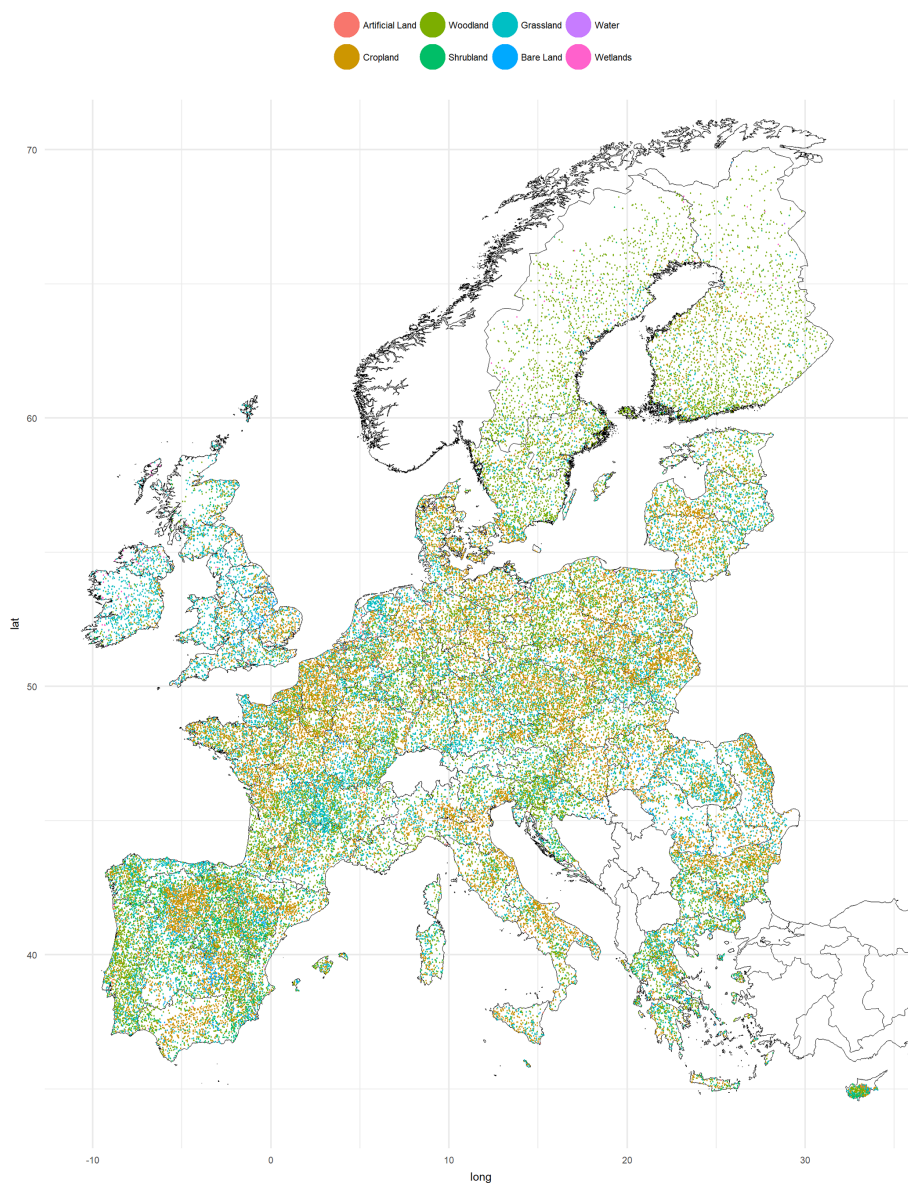 Artificial Land Woodland Grassland Water
Cropland Shrubland Bare Land Wetlands
70
60
50
40
lat
-10 0 10 20 30
long